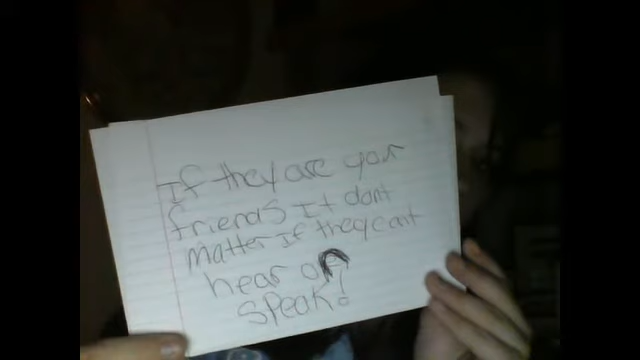 If they are your
friends It dont
matter If they cant
hear or
speak!